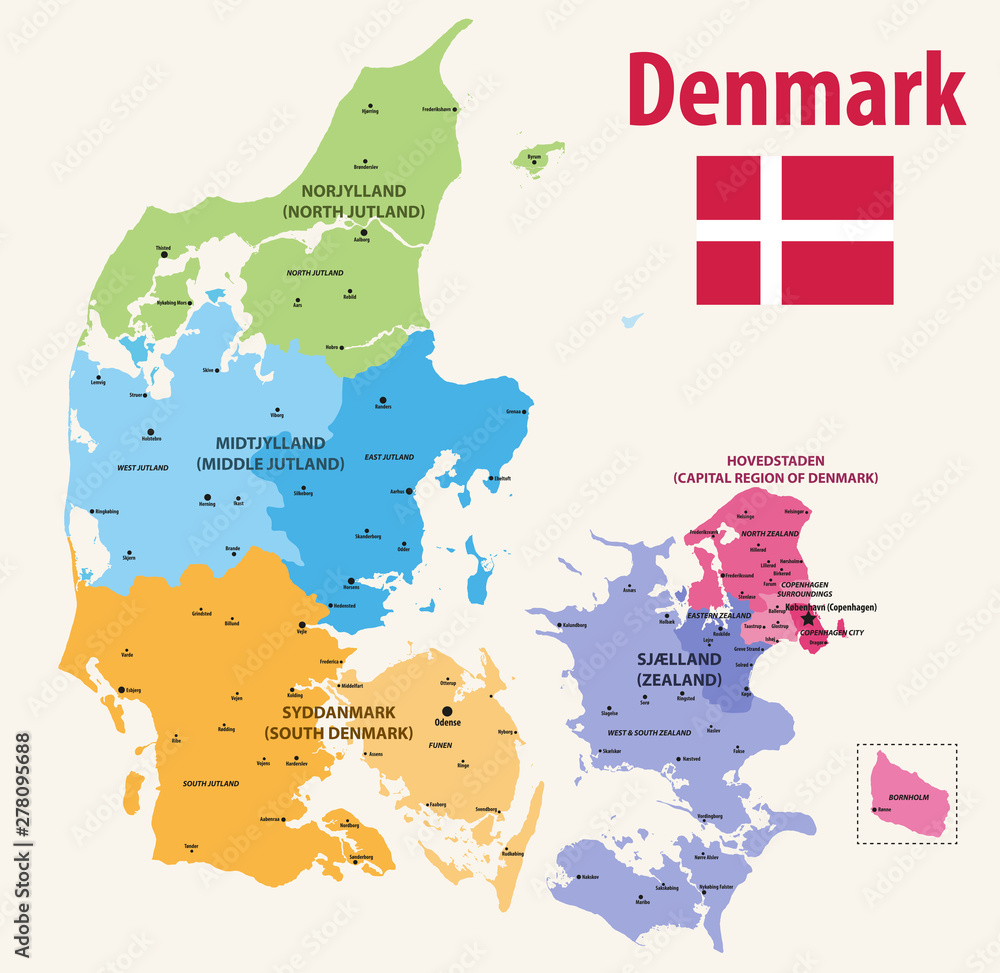 Denmark
Hjørring
Frederikshavn
Byrum
Brønderslev
NORJYLLAND
(NORTH JUTLAND)
Aalborg
Thisted
NORTH JUTLAND
Nykøbing Mors
Aars
Rebild
Hobro
Skive
Lemvig
Struer
Randers
Grenaa
Viborg
Holstebro
MIDTJYLLAND
(MIDDLE JUTLAND)
WEST JUTLAND
EAST JUTLAND
Ebeltoft
Silkeborg
Aarhus
Herning
Ikast
Ringkøbing
Skanderborg
Odder
Skjern
Brande
Horsens
Hedensted
HOVEDSTADEN
(CAPITAL REGION OF DENMARK)
Helsinge
Helsingør
Frederiksværk
NORTH ZEALAND
Hillerød
Hørsholm
Lillerød
Birkerød
Frederikssund
Farum
COPENHAGEN
SURROUNDINGS
Stenløse
Asnæs
Ballerup
København (Copenhagen)
EASTERN ZEALAND
Kalundborg
Holbæk
Roskilde
Taastrup
Glostrup
COPENHAGEN CITY
Lejre
Ishøj
Dragør
Greve Strand
SJÆLLAND
(ZEALAND)
Solrød
Køge
Sorø
Ringsted
Slagelse
Haslev
WEST & SOUTH ZEALAND
Faxe
Skælskør
Næstved
Vordingborg
Nørre Alslev
Nakskov
Sakskøbing
Nykøbing Falster
Maribo
Grindsted
Billund
Vejle
Varde
Fredericia
Middelfart
Otterup
Esbjerg
Vejen
Kolding
SYDDANMARK
(SOUTH DENMARK)
Odense
Nyborg
Rødding
Ribe
FUNEN
Assens
Vojens
Harderslev
Ringe
SOUTH JUTLAND
Faaborg
Svendborg
Aabenraa
Nordborg
Tønder
Sønderborg
Rudkøbing
BORNHOLM
Rønne
Adobe Stock | #278095688
Adobe Stock